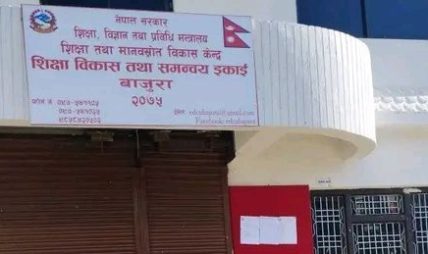 नेपाल सरकार
शिक्षा, विज्ञान तथा प्रविधि मन्त्रालय
शिक्षा तथा मानवस्रोत विकास केन्द्र
शिक्षा विकास तथा समन्वय इकाई
बाजुरा
२०७५
फोन नं